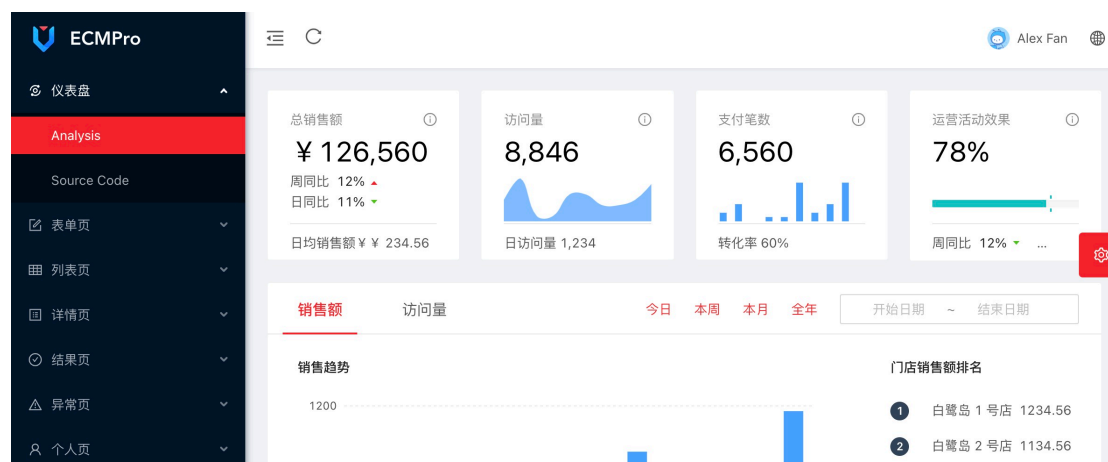 ECMPro
Alex Fan
仪表盘
Analysis
Source Code
表单页
列表页
详情页
结果页
异常页
个人页
总销售额
¥ 126,560
周同比 12%
日同比 11%
日均销售额¥ ¥ 234.56
访问量
8,846
日访问量 1,234
支付笔数
6,560
转化率 60%
运营活动效果
78%
周同比 12% ...
销售额 访问量 今日 本周 本月 全年 开始日期 ~ 结束日期
销售趋势
1200
门店销售额排名
1 白鹭岛 1 号店 1234.56
2 白鹭岛 2 号店 1134.56